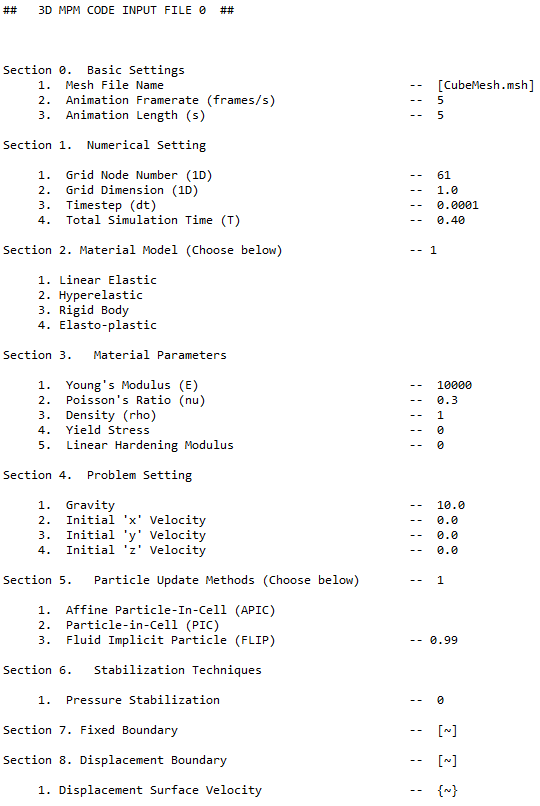 ##   3D MPM CODE INPUT FILE 0  ##
Section 0.  Basic Settings
1.  Mesh File Name -- [CubeMesh.msh]
2.  Animation Framerate (frames/s) -- 5
3.  Animation Length (s) -- 5
Section 1.  Numerical Setting
1.  Grid Node Number (1D) -- 61
2.  Grid Dimension (1D) -- 1.0
3.  Timestep (dt) -- 0.0001
4.  Total Simulation Time (T) -- 0.40
Section 2. Material Model (Choose below) -- 1
1. Linear Elastic
2. Hyperelastic
3. Rigid Body
4. Elasto-plastic
Section 3.   Material Parameters
1.  Young's Modulus (E) -- 10000
2.  Poisson's Ratio (nu) -- 0.3
3.  Density (rho) -- 1
4.  Yield Stress -- 0
5.  Linear Hardening Modulus -- 0
Section 4.  Problem Setting
1.  Gravity -- 10.0
2.  Initial 'x' Velocity -- 0.0
3.  Initial 'y' Velocity -- 0.0
4.  Initial 'z' Velocity -- 0.0
Section 5.   Particle Update Methods (Choose below) -- 1
1.  Affine Particle-In-Cell (APIC)
2.  Particle-in-Cell (PIC)
3.  Fluid Implicit Particle (FLIP) -- 0.99
Section 6.   Stabilization Techniques
1.  Pressure Stabilization -- 0
Section 7. Fixed Boundary -- [~]
Section 8. Displacement Boundary -- [~]
1. Displacement Surface Velocity -- {~}